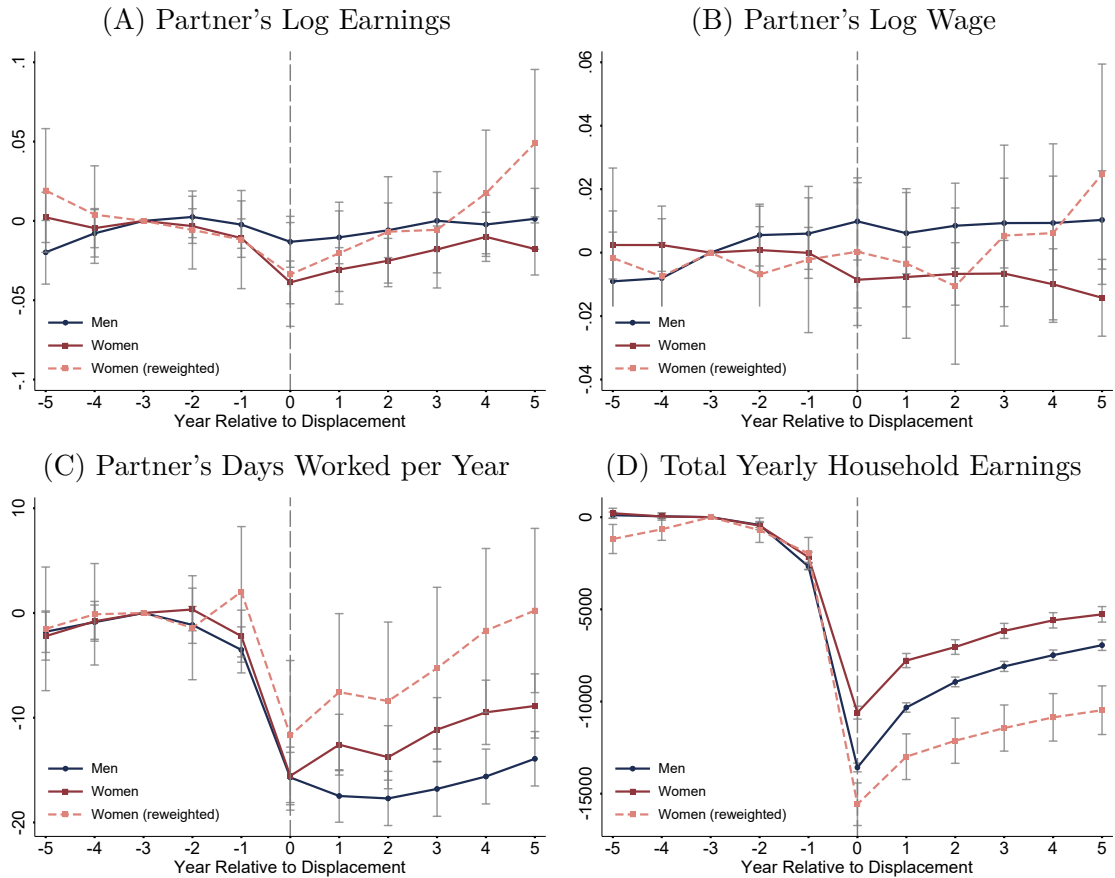 (A) Partner's Log Earnings
.1
.05
0
-.05
-.1
Men
Women
Women (reweighted)
-5 -4 -3 -2 -1 0 1 2 3 4 5
Year Relative to Displacement
(B) Partner's Log Wage
.06
.04
.02
0
-.02
-.04
Men
Women
Women (reweighted)
-5 -4 -3 -2 -1 0 1 2 3 4 5
Year Relative to Displacement
(C) Partner's Days Worked per Year
10
0
-10
-20
Men
Women
Women (reweighted)
-5 -4 -3 -2 -1 0 1 2 3 4 5
Year Relative to Displacement
(D) Total Yearly Household Earnings
0
-5000
-10000
-15000
Men
Women
Women (reweighted)
-5 -4 -3 -2 -1 0 1 2 3 4 5
Year Relative to Displacement